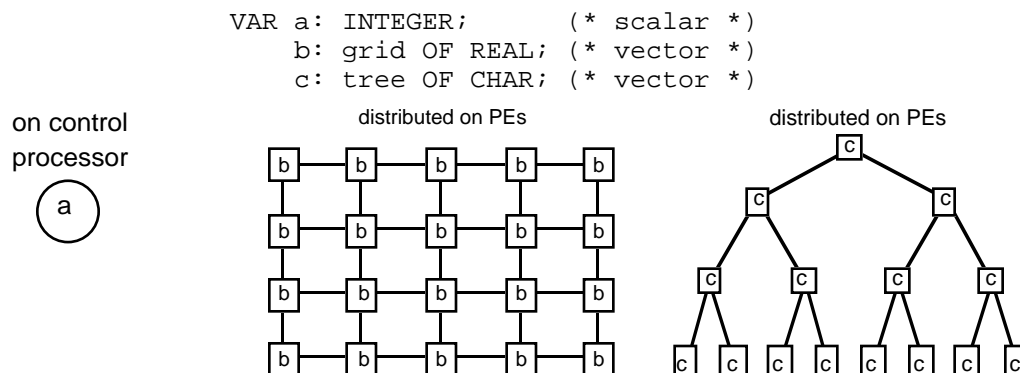 VAR a: INTEGER; (* scalar *)
b: grid OF REAL; (* vector *)
c: tree OF CHAR; (* vector *)
on control
processor
a
distributed on PEs
b b b b b
b b b b b
b b b b b
b b b b b
distributed on PEs
c
c c
c c c c
c c c c c c c c